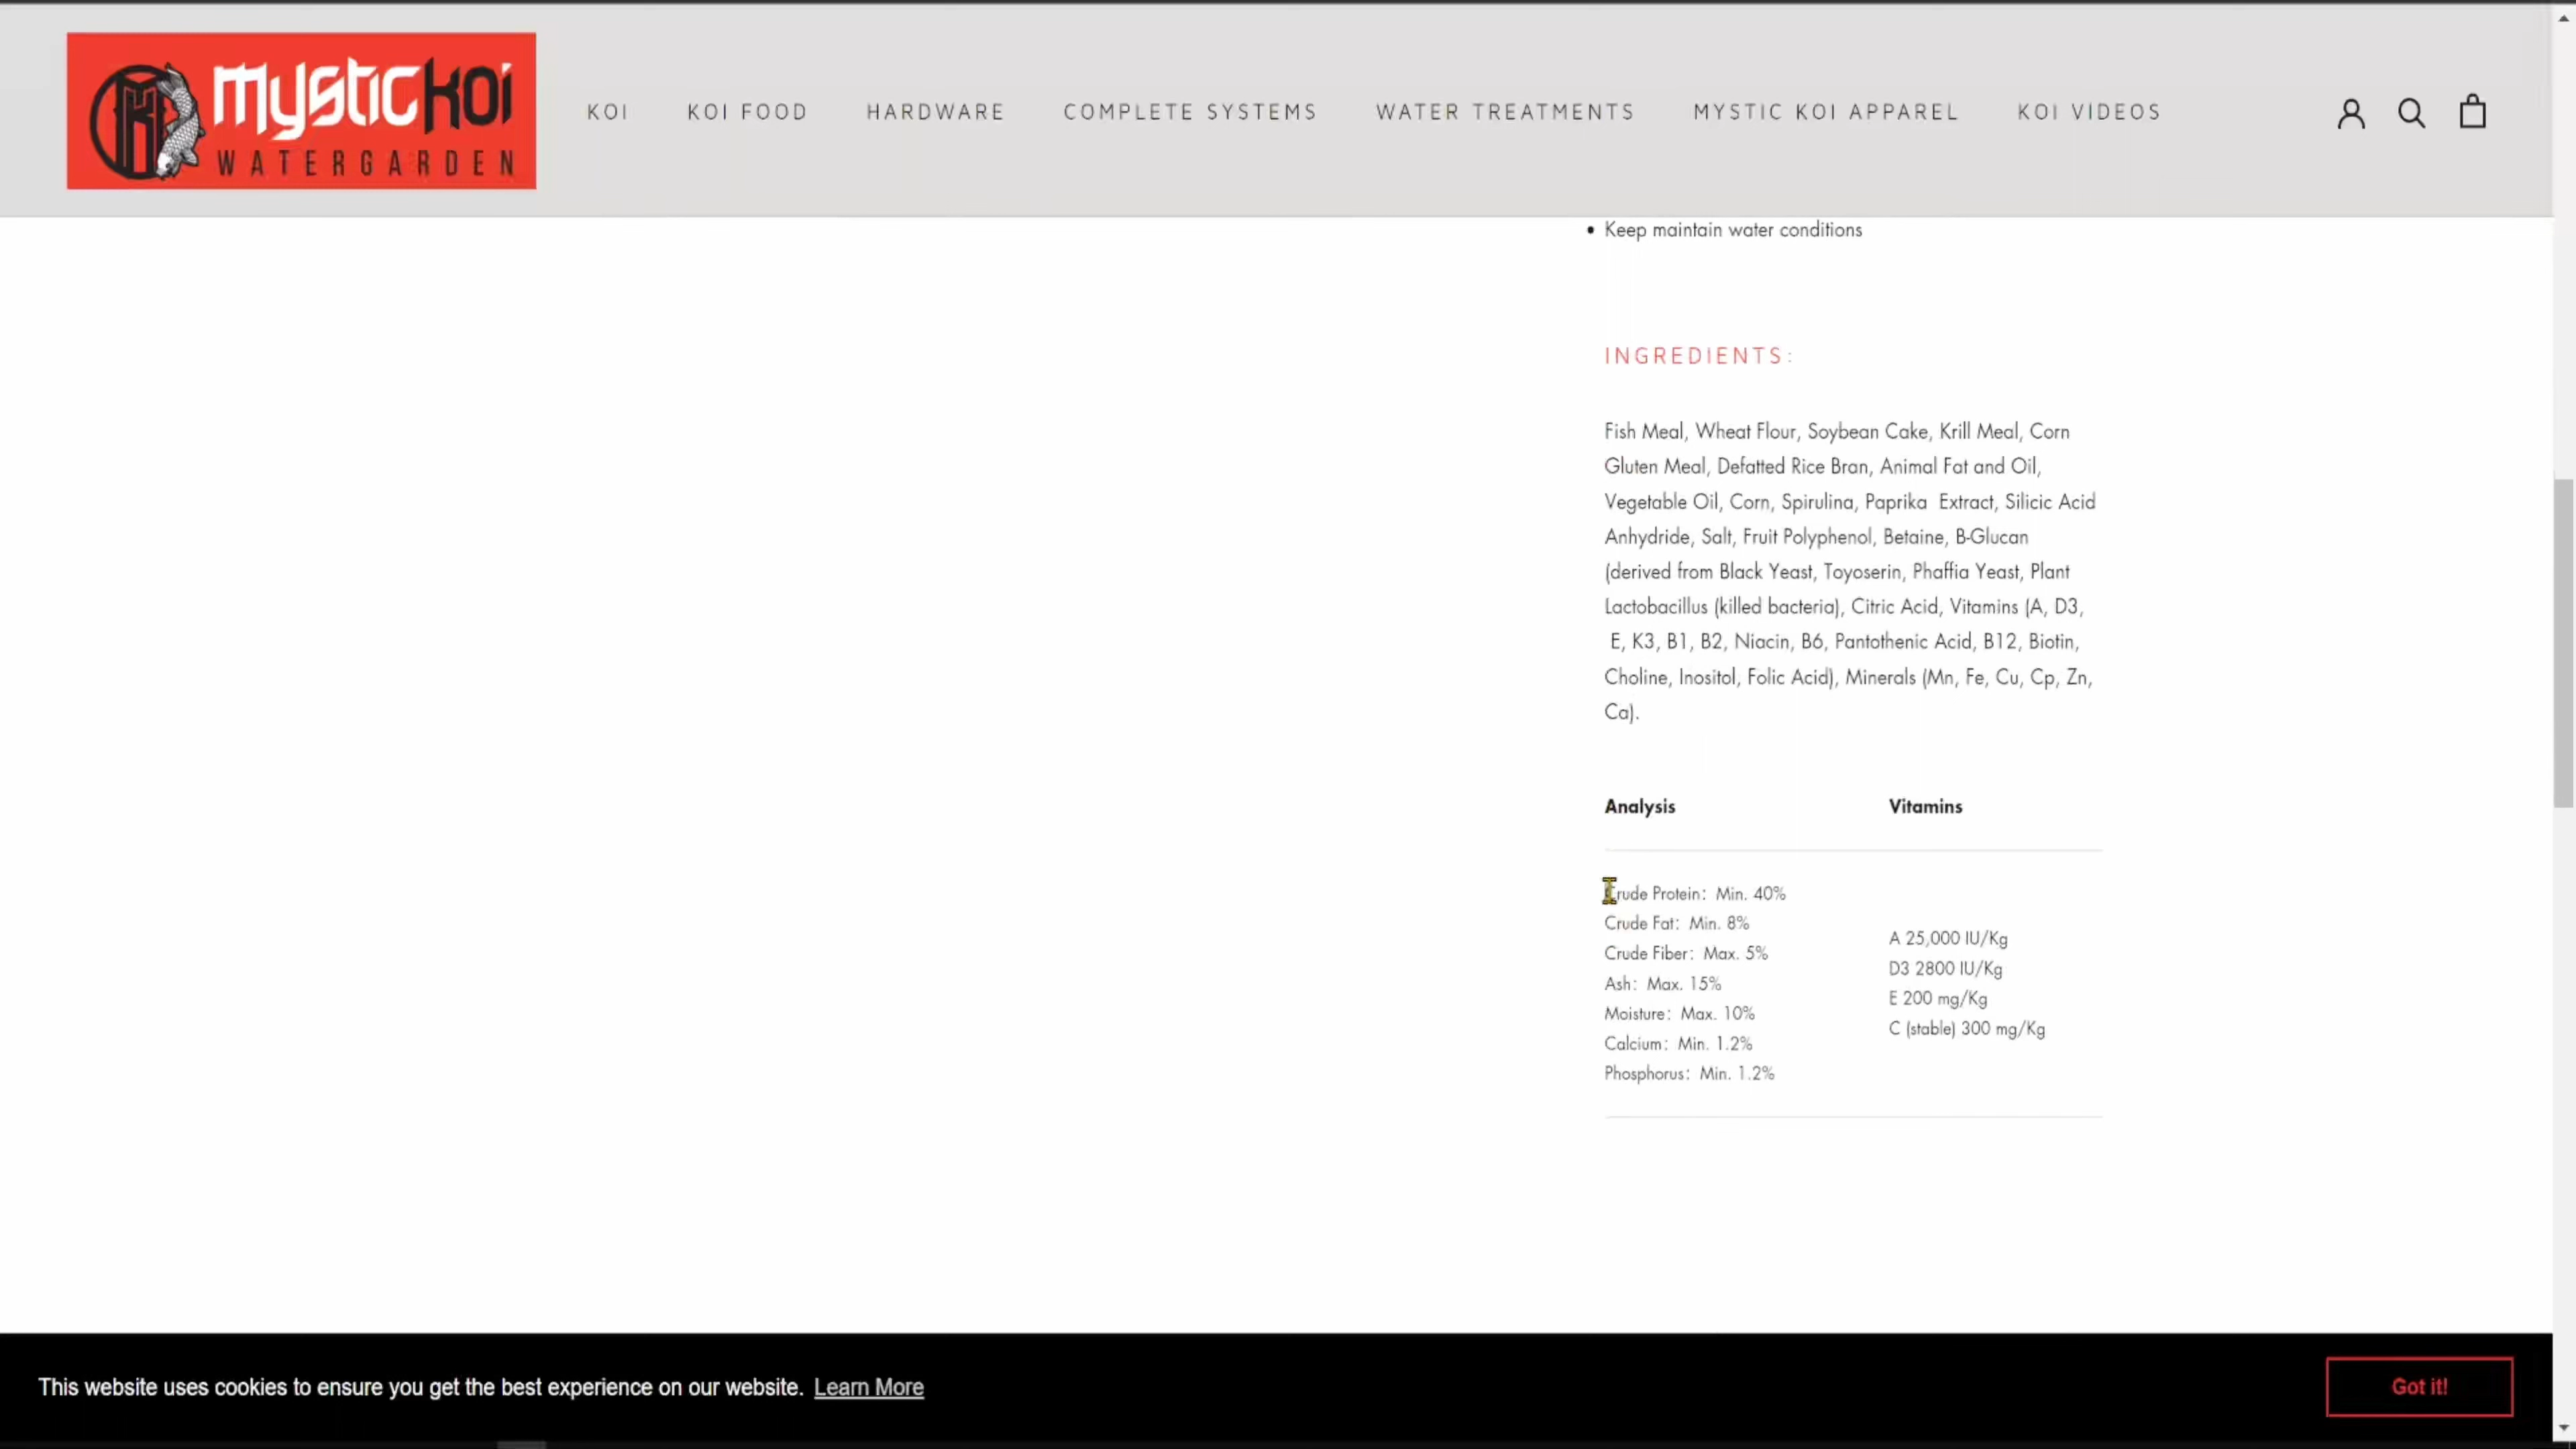 mystickoi
WATERGARDEN
KOI
KOI FOOD
HARDWARE
COMPLETE SYSTEMS
WATER TREATMENTS
MYSTIC KOI APPAREL
KOI VIDEOS
• Keep maintain water conditions
INGREDIENTS:
Fish Meal, Wheat Flour, Soybean Cake, Krill Meal, Corn
Gluten Meal, Defatted Rice Bran, Animal Fat and Oil,
Vegetable Oil, Corn, Spirulina, Paprika Extract, Silicic Acid
Anhydride, Salt, Fruit Polyphenol, Betaine, B-Glucan
(derived from Black Yeast, Toyoserin, Phaffia Yeast, Plant
Lactobacillus (killed bacteria), Citric Acid, Vitamins (A, D3,
E, K3, B1, B2, Niacin, B6, Pantothenic Acid, B12, Biotin,
Choline, Inositol, Folic Acid), Minerals (Mn, Fe, Cu, Cp, Zn,
Ca).
Analysis
Vitamins
Crude Protein: Min. 40%
Crude Fat: Min. 8%
Crude Fiber: Max. 5%
Ash: Max. 15%
Moisture: Max. 10%
Calcium: Min. 1.2%
Phosphorus: Min. 1.2%
A 25,000 IU/Kg
D3 2800 IU/Kg
E 200 mg/Kg
C (stable) 300 mg/Kg
This website uses cookies to ensure you get the best experience on our website. Learn More
Got it!